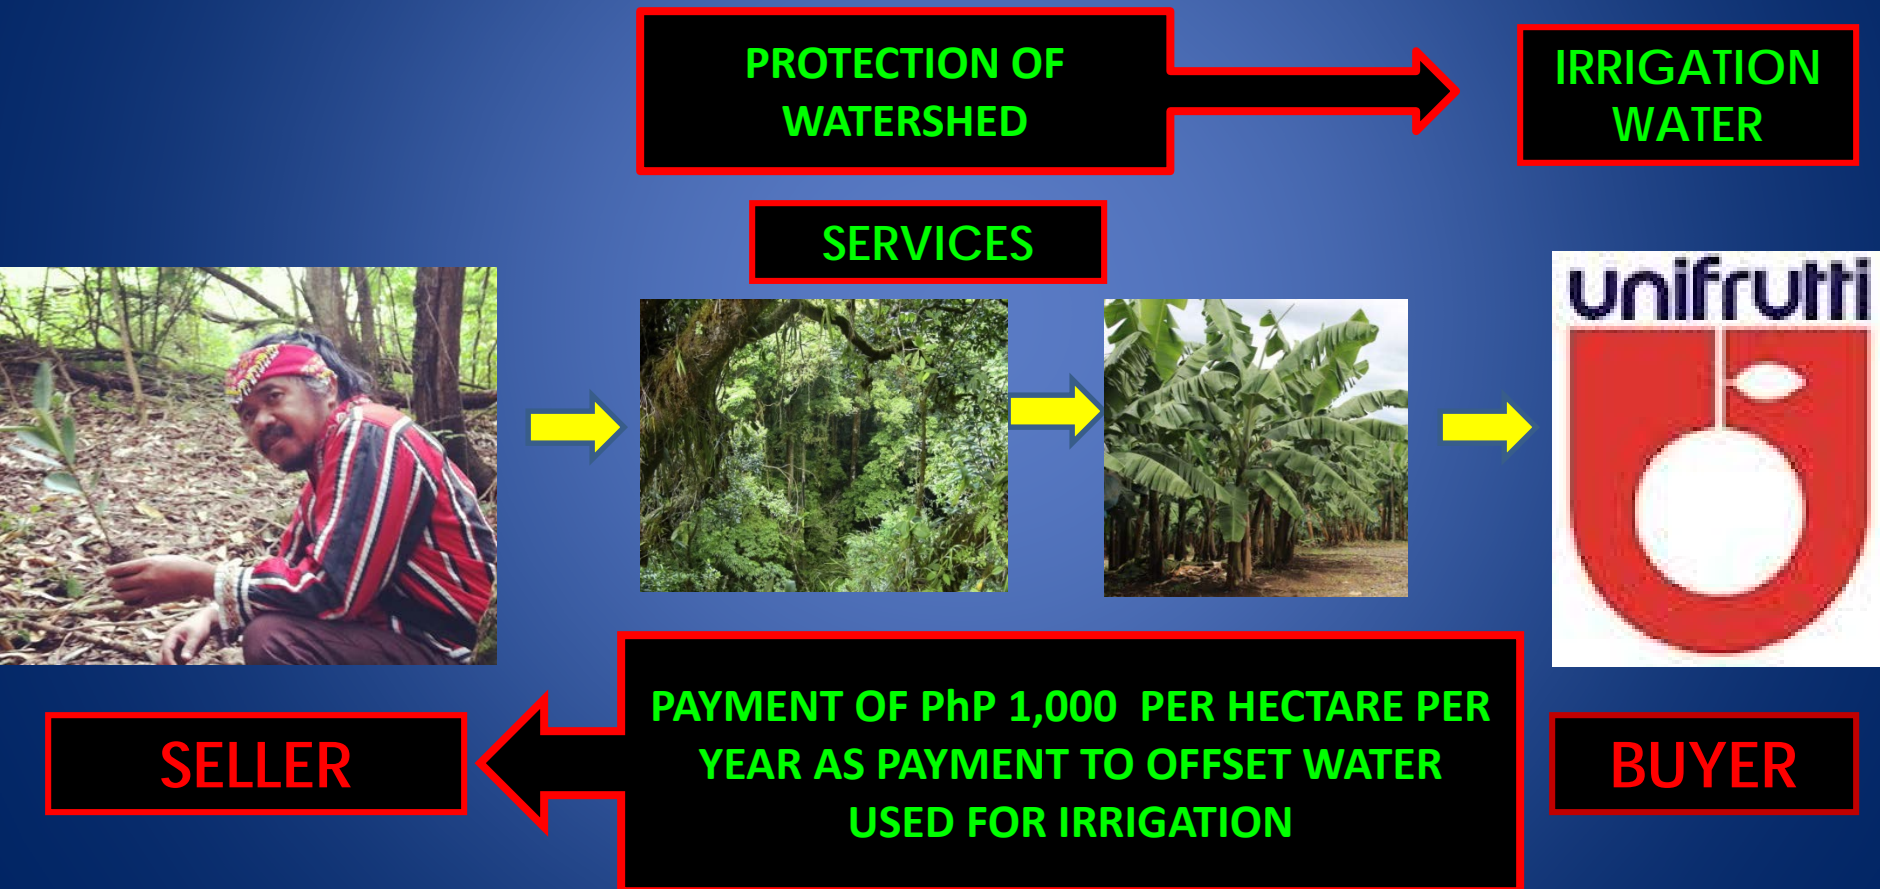 PROTECTION OF
WATERSHED
IRRIGATION
WATER
SERVICES
unifrutti
PAYMENT OF PhP 1,000 PER HECTARE PER
YEAR AS PAYMENT TO OFFSET WATER
USED FOR IRRIGATION
SELLER
BUYER